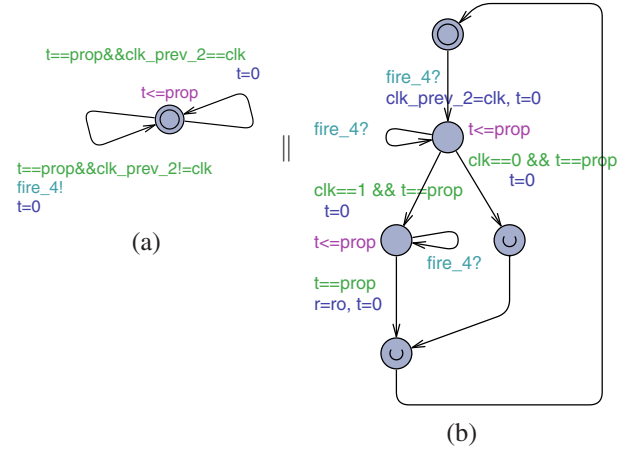 t==prop&&clk_prev_2==clk
t=0
t<=prop
t==prop&&clk_prev_2!=clk
fire_4!
t=0
(a)
||
fire_4?
clk_prev_2=clk, t=0
fire_4?
t<=prop
clk==0 && t==prop
t=0
clk==1 && t==prop
t=0
t<=prop
fire_4?
t==prop
r=ro, t=0
(b)